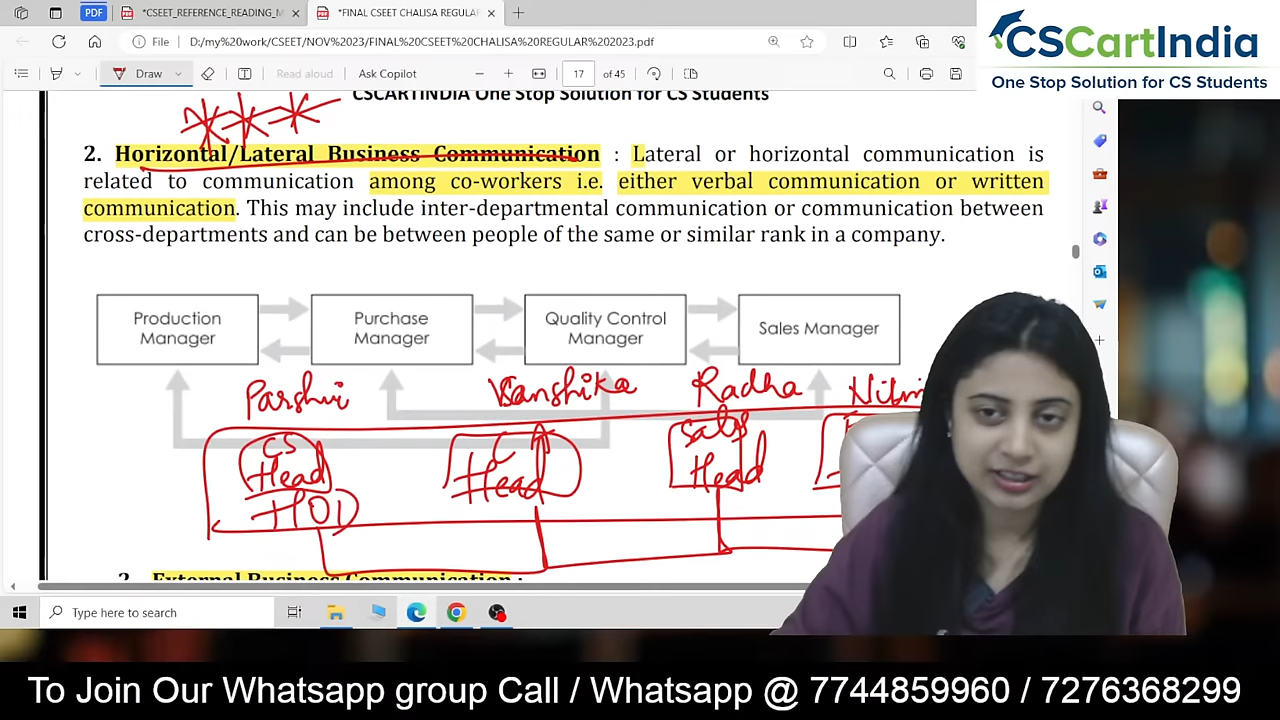 *CSEET_REFERENCE_READING_M
*FINAL CSEET CHALISA REGULAR
PDF
File
D:/my%20work/CSEET/NOV%2023/FINAL%20CSEET%20CHALISA%20REGULAR%202023.pdf
Draw
Read aloud
Ask Copilot
17
of 45
CSCartIndia
One Stop Solution for CS Students
CSCARTINDIA One Stop Solution for CS Students
2. Horizontal/Lateral Business Communication : Lateral or horizontal communication is
related to communication among co-workers i.e. either verbal communication or written
communication. This may include inter-departmental communication or communication between
cross-departments and can be between people of the same or similar rank in a company.
Production
Manager
Purchase
Manager
Quality Control
Manager
Sales Manager
Parshvi
Vanshika
Radha
CS
Head
HOD
C
Head
Sales
Head
2. External Business Communication :
Type here to search
To Join Our Whatsapp group Call / Whatsapp @ 7744859960 / 7276368299